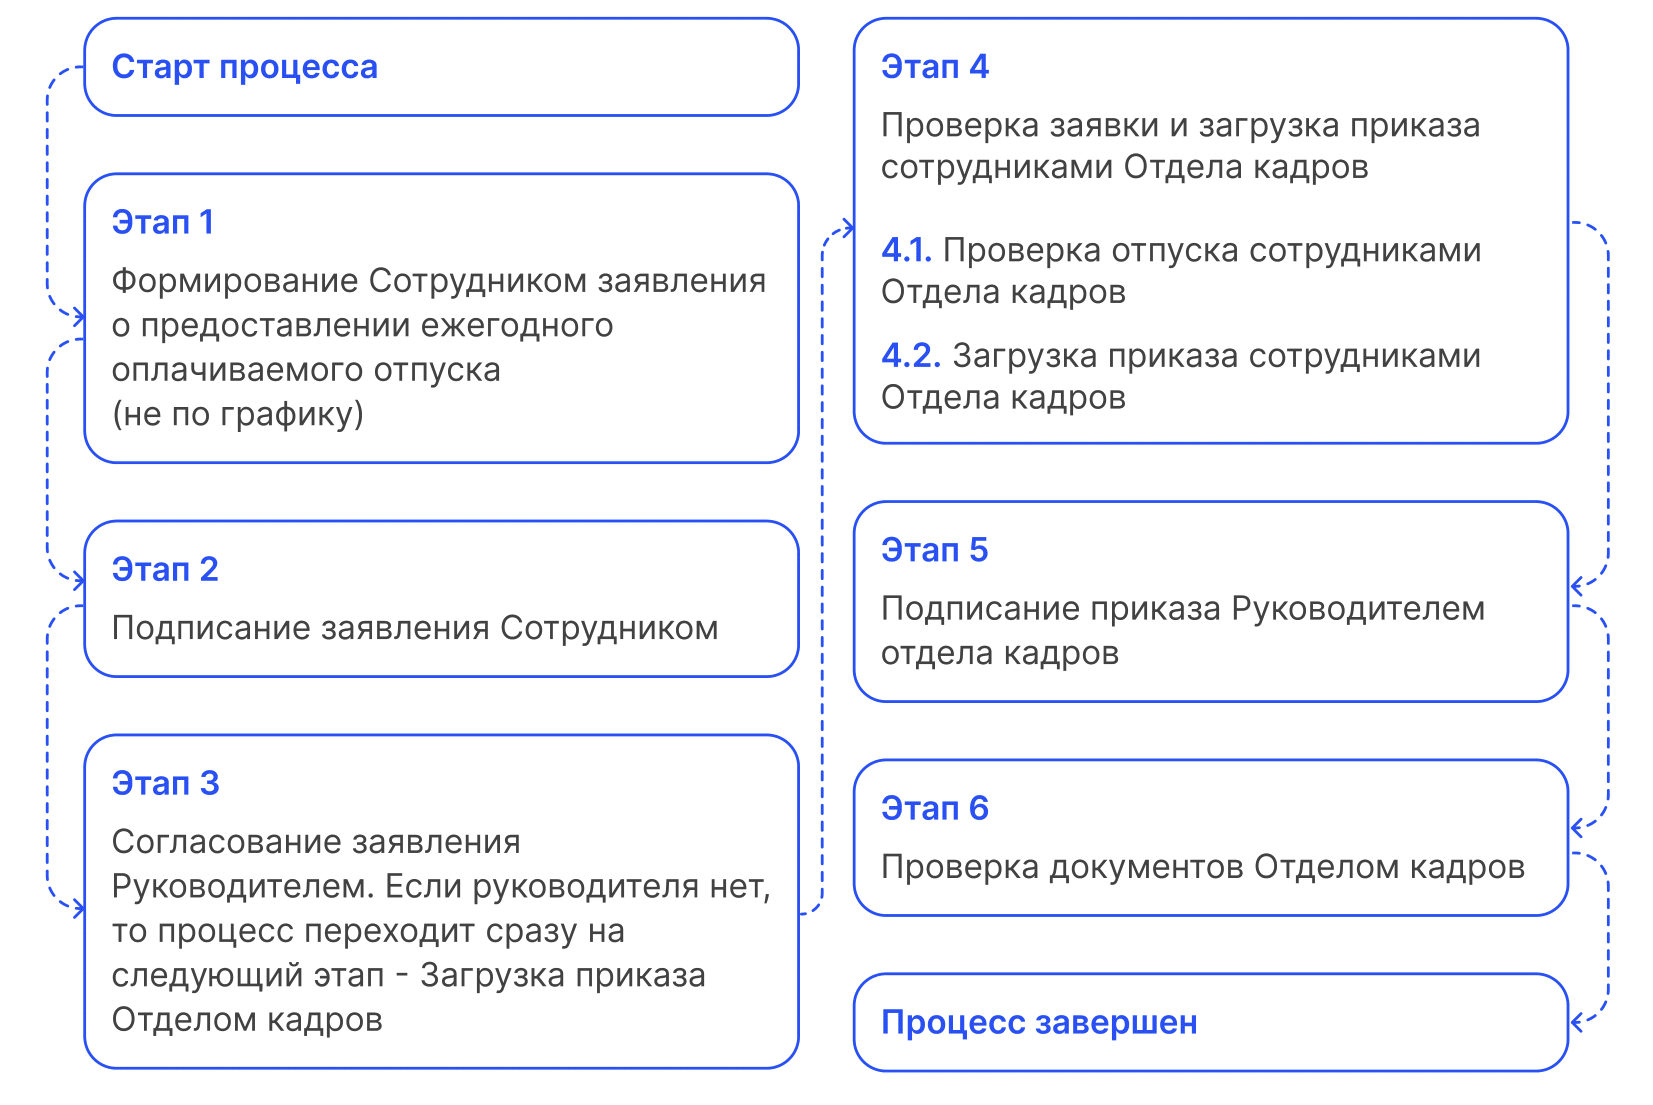 Старт процесса
Этап 1
Формирование Сотрудником заявления
о предоставлении ежегодного
оплачиваемого отпуска
(не по графику)
Этап 2
Подписание заявления Сотрудником
Этап 3
Согласование заявления
Руководителем. Если руководителя нет,
то процесс переходит сразу на
следующий этап - Загрузка приказа
Отделом кадров
Этап 4
Проверка заявки и загрузка приказа
сотрудниками Отдела кадров
4.1. Проверка отпуска сотрудниками
Отдела кадров
4.2. Загрузка приказа сотрудниками
Отдела кадров
Этап 5
Подписание приказа Руководителем
отдела кадров
Этап 6
Проверка документов Отделом кадров
Процесс завершен